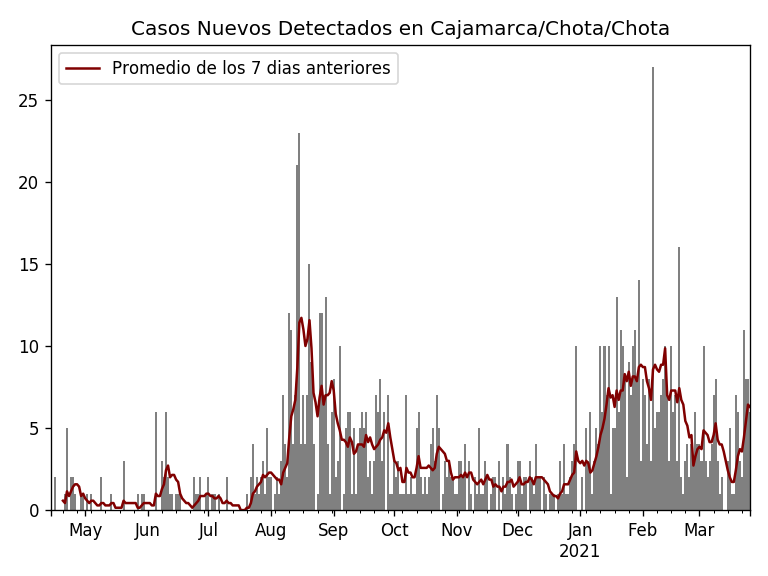 Casos Nuevos Detectados en Cajamarca/Chota/Chota
Promedio de los 7 dias anteriores
25
20
15
10
5
0
May Jun Jul Aug Sep Oct Nov Dec Jan Feb Mar
2021